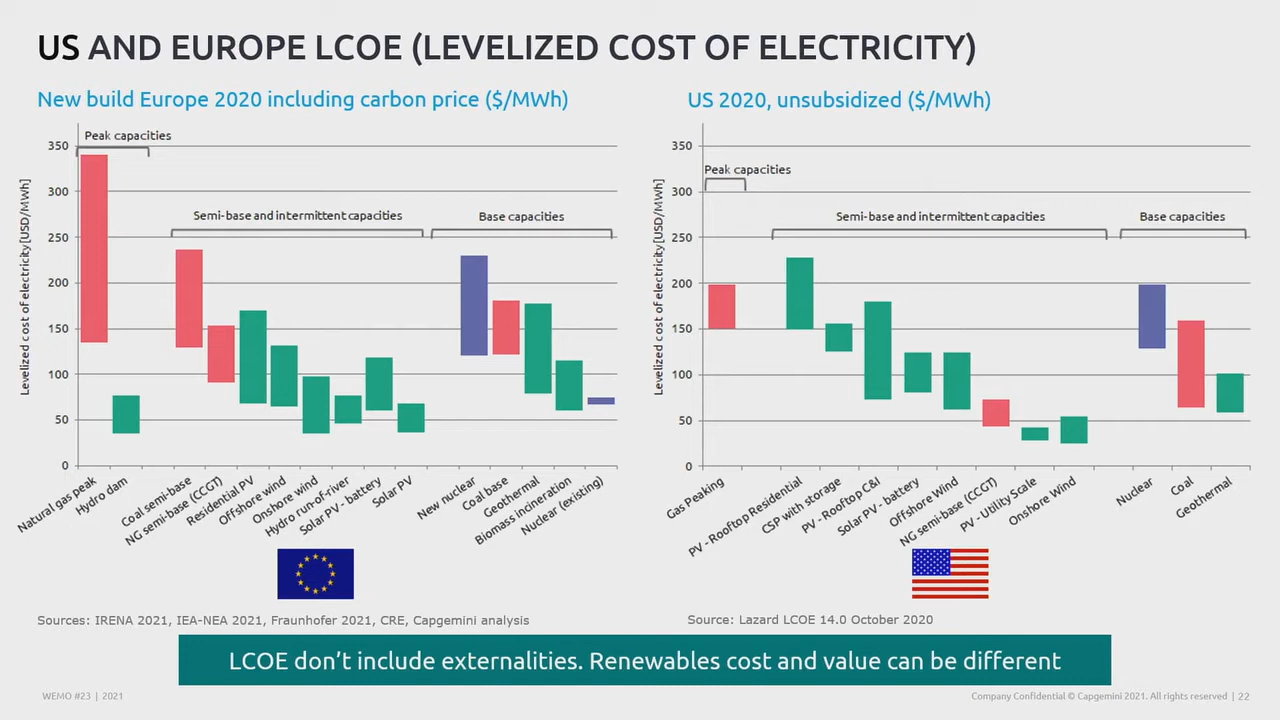 US AND EUROPE LCOE (LEVELIZED COST OF ELECTRICITY)
New build Europe 2020 including carbon price ($/MWh)
Peak capacities
Semi-base and intermittent capacities
Base capacities
Levelized cost of electricity [USD/MWh]
350
300
250
200
150
100
50
0
Natural gas peak
Hydro dam
Coal semi-base
NG semi-base (CCGT)
Residential PV
Offshore wind
Onshore wind
Hydro run-of-river
Solar PV - battery
Solar PV
New nuclear
Coal base
Geothermal
Biomass incineration
Nuclear (existing)
Sources: IRENA 2021, IEA-NEA 2021, Fraunhofer 2021, CRE, Capgemini analysis
US 2020, unsubsidized ($/MWh)
Peak capacities
Semi-base and intermittent capacities
Base capacities
Levelized cost of electricity [USD/MWh]
350
300
250
200
150
100
50
0
Gas Peaking
PV - Rooftop Residential
CSP with storage
PV - Rooftop C&I
Solar PV - battery
Offshore Wind
NG semi-base (CCGT)
PV - Utility Scale
Onshore Wind
Nuclear
Coal
Geothermal
Source: Lazard LCOE 14.0 October 2020
LCOE don't include externalities. Renewables cost and value can be different
WEMO #23 | 2021
Company Confidential © Capgemini 2021. All rights reserved | 22